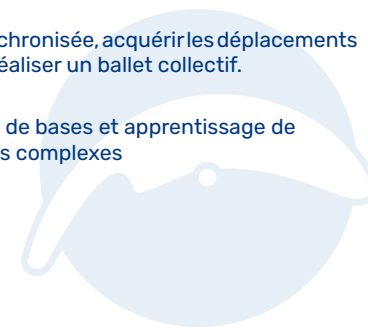 chronisée, acquérir les déplacements
éaliser un ballet collectif.
de bases et apprentissage de
s complexes